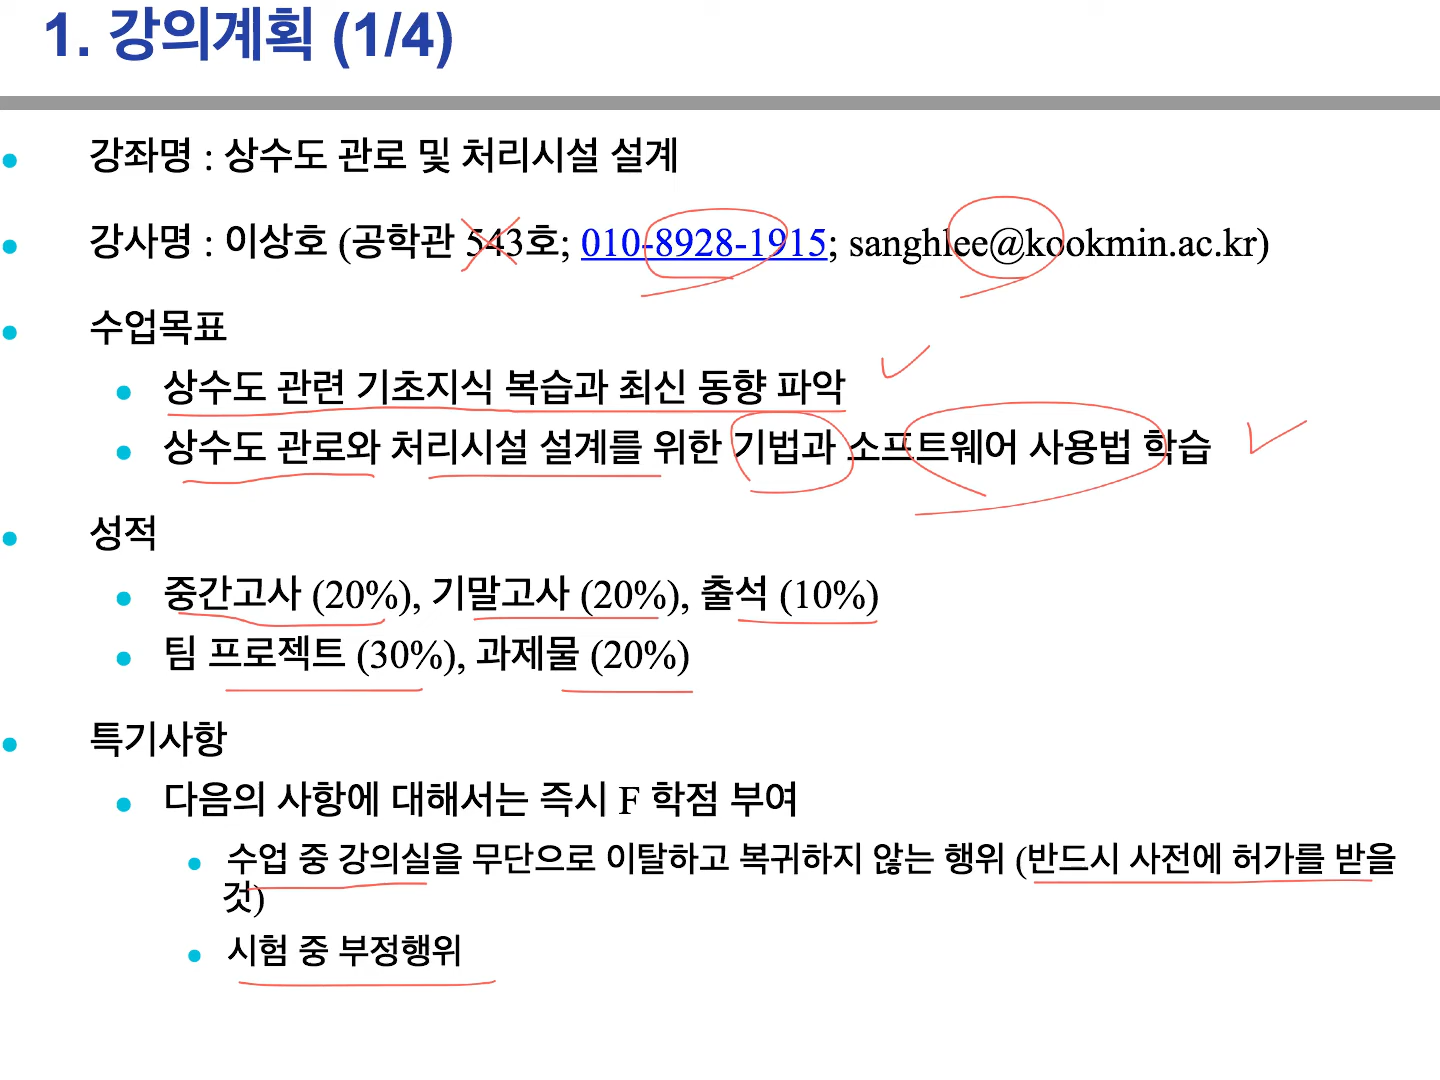 1. 강의계획 (1/4)
강좌명 : 상수도 관로 및 처리시설 설계
강사명 : 이상호 (공학관 543호; 010-8928-1915; sanghlee@kookmin.ac.kr)
수업목표
상수도 관련 기초지식 복습과 최신 동향 파악
상수도 관로와 처리시설 설계를 위한 기법과 소프트웨어 사용법 학습
성적
중간고사 (20%), 기말고사 (20%), 출석 (10%)
팀 프로젝트 (30%), 과제물 (20%)
특기사항
다음의 사항에 대해서는 즉시 F 학점 부여
수업 중 강의실을 무단으로 이탈하고 복귀하지 않는 행위 (반드시 사전에 허가를 받을
것)
시험 중 부정행위